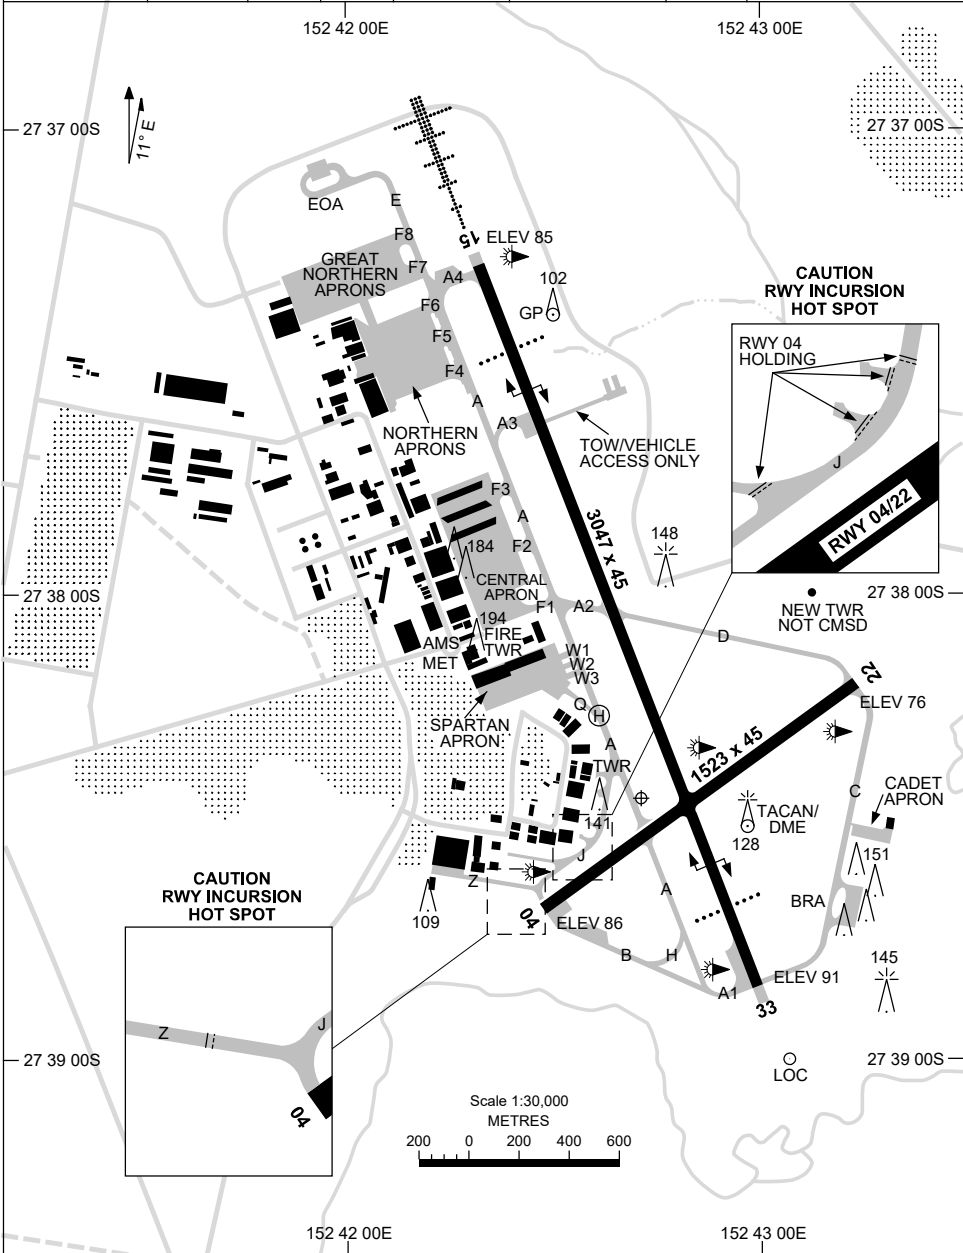 152 42 00E
152 43 00E
27 37 00S
27 37 00S
11° E
EOA
E
F8
15
ELEV 85
GREAT
NORTHERN
APRONS
F7
A4
102
GP
F6
F5
F4
CAUTION
RWY INCURSION
HOT SPOT
RWY 04
HOLDING
J
RWY 04/22
A
A3
NORTHERN
APRONS
TOW/VEHICLE
ACCESS ONLY
F3
A
3047 x 45
148
184
F2
CENTRAL
APRON
27 38 00S
27 38 00S
NEW TWR
NOT CMSD
F1
A2
194
AMS
MET
FIRE
TWR
D
W1
W2
W3
22
ELEV 76
Q
H
SPARTAN
APRON
A
1523 x 45
TWR
C
CADET
APRON
TACAN/
DME
141
128
J
151
Z
A
BRA
CAUTION
RWY INCURSION
HOT SPOT
109
04
ELEV 86
B
H
145
A1
ELEV 91
33
Z
J
04
27 39 00S
27 39 00S
LOC
Scale 1:30,000
METRES
200 0 200 400 600
152 42 00E
152 43 00E